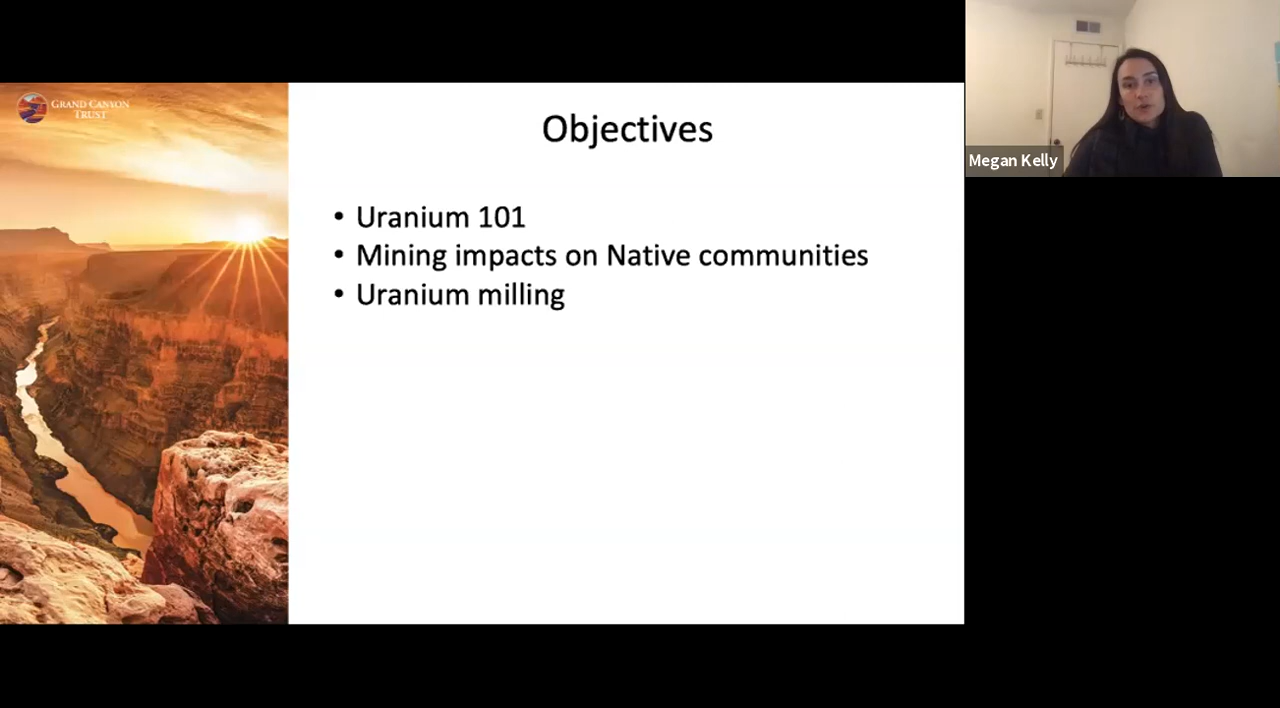 GRAND CANYON
TRUST
Objectives
• Uranium 101
• Mining impacts on Native communities
• Uranium milling
Megan Kelly